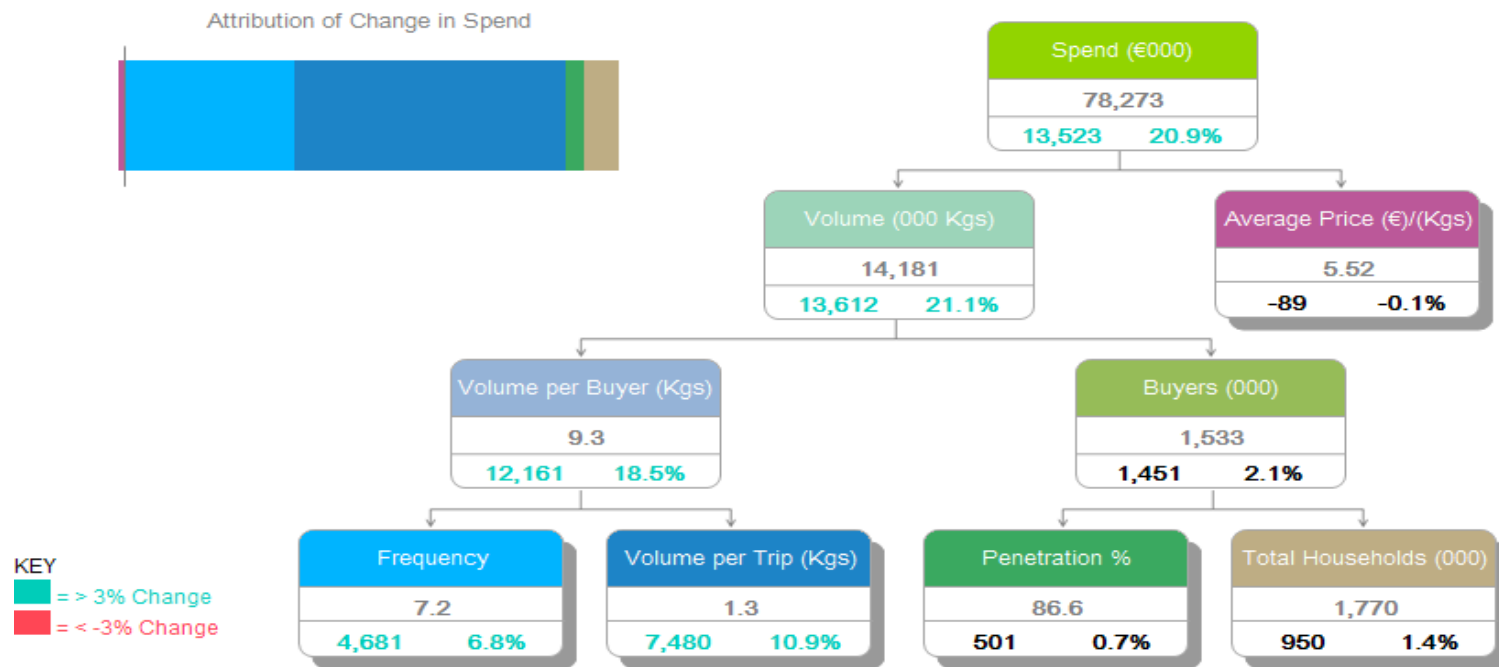 Attribution of Change in Spend
Spend (€000)
78,273
13,523 20.9%
Volume (000 Kgs)
14,181
13,612 21.1%
Average Price (€)/(Kgs)
5.52
-89 -0.1%
Volume per Buyer (Kgs)
9.3
12,161 18.5%
Buyers (000)
1,533
1,451 2.1%
Frequency
7.2
4,681 6.8%
Volume per Trip (Kgs)
1.3
7,480 10.9%
Penetration %
86.6
501 0.7%
Total Households (000)
1,770
950 1.4%
KEY
= > 3% Change
= < -3% Change